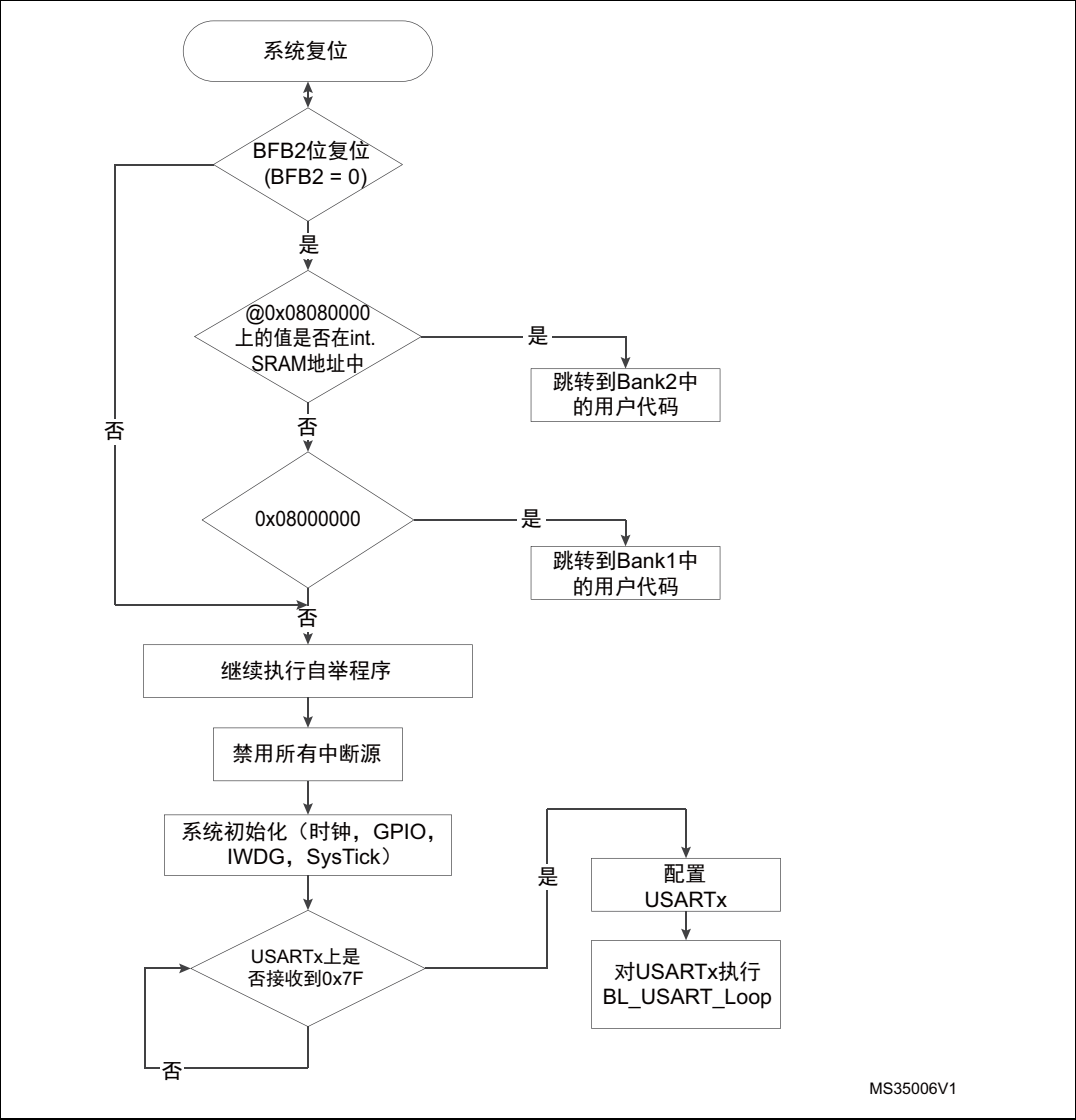 系统复位
BFB2位复位
(BFB2 = 0)
是
@0x08080000
上的值是否在int.
SRAM地址中
是
跳转到Bank2中
的用户代码
否
否
0x08000000
是
跳转到Bank1中
的用户代码
否
继续执行自举程序
禁用所有中断源
系统初始化（时钟，GPIO，
IWDG，SysTick）
是
配置
USARTx
USARTx上是
否接收到0x7F
对USARTx执行
BL_USART_Loop
否
MS35006V1